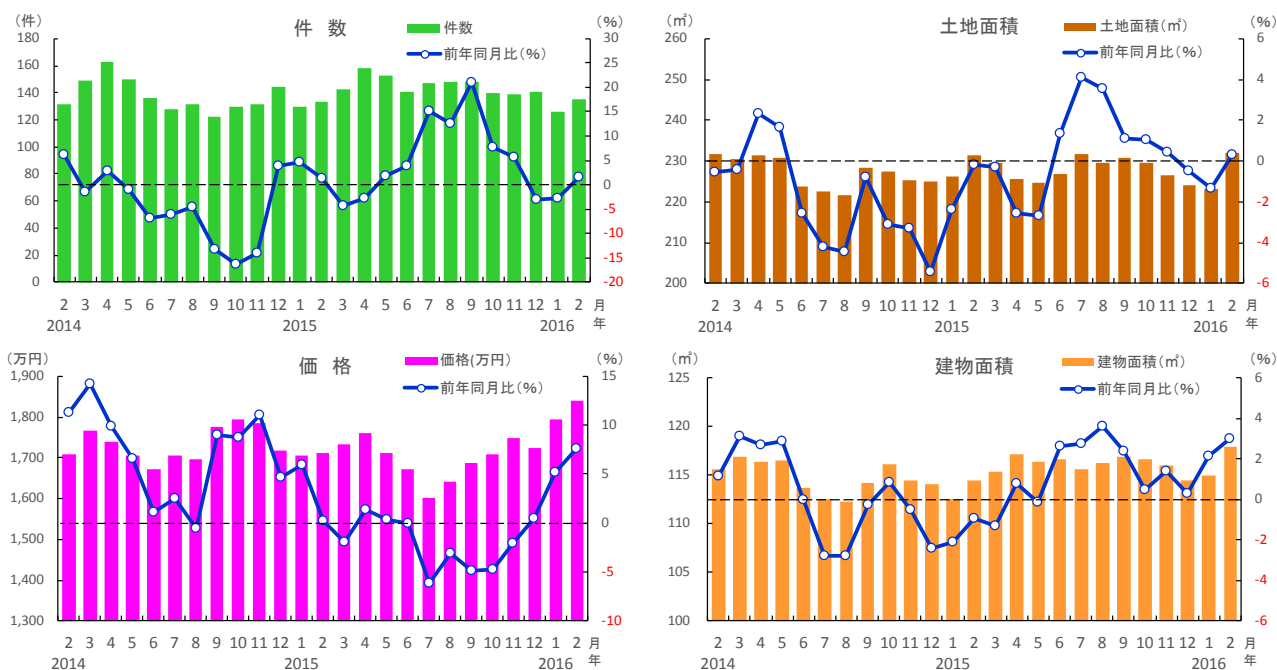 (件) 件 数 (%)
件数
前年同月比(%)
180 30
160 25
140 20
120 15
100 10
80 5
60 0
40 -5
20 -10
0 -15
-20
2 3 4 5 6 7 8 9 10 11 12 1 2 3 4 5 6 7 8 9 10 11 12 1 2 月
2014 2015 2016 年
(㎡) 土地面積 (%)
土地面積(㎡)
前年同月比(%)
260 6
250 4
240 2
230 0
220 -2
210 -4
200 -6
2 3 4 5 6 7 8 9 10 11 12 1 2 3 4 5 6 7 8 9 10 11 12 1 2 月
2014 2015 2016 年
(万円) 価 格 (%)
価格(万円)
前年同月比(%)
1,900 15
1,800 10
1,700 5
1,600 0
1,500 -5
1,400 -10
1,300
2 3 4 5 6 7 8 9 10 11 12 1 2 3 4 5 6 7 8 9 10 11 12 1 2 月
2014 2015 2016 年
(㎡) 建物面積 (%)
建物面積(㎡)
前年同月比(%)
125 6
120 4
115 2
110 0
105 -2
100 -4
-6
2 3 4 5 6 7 8 9 10 11 12 1 2 3 4 5 6 7 8 9 10 11 12 1 2 月
2014 2015 2016 年